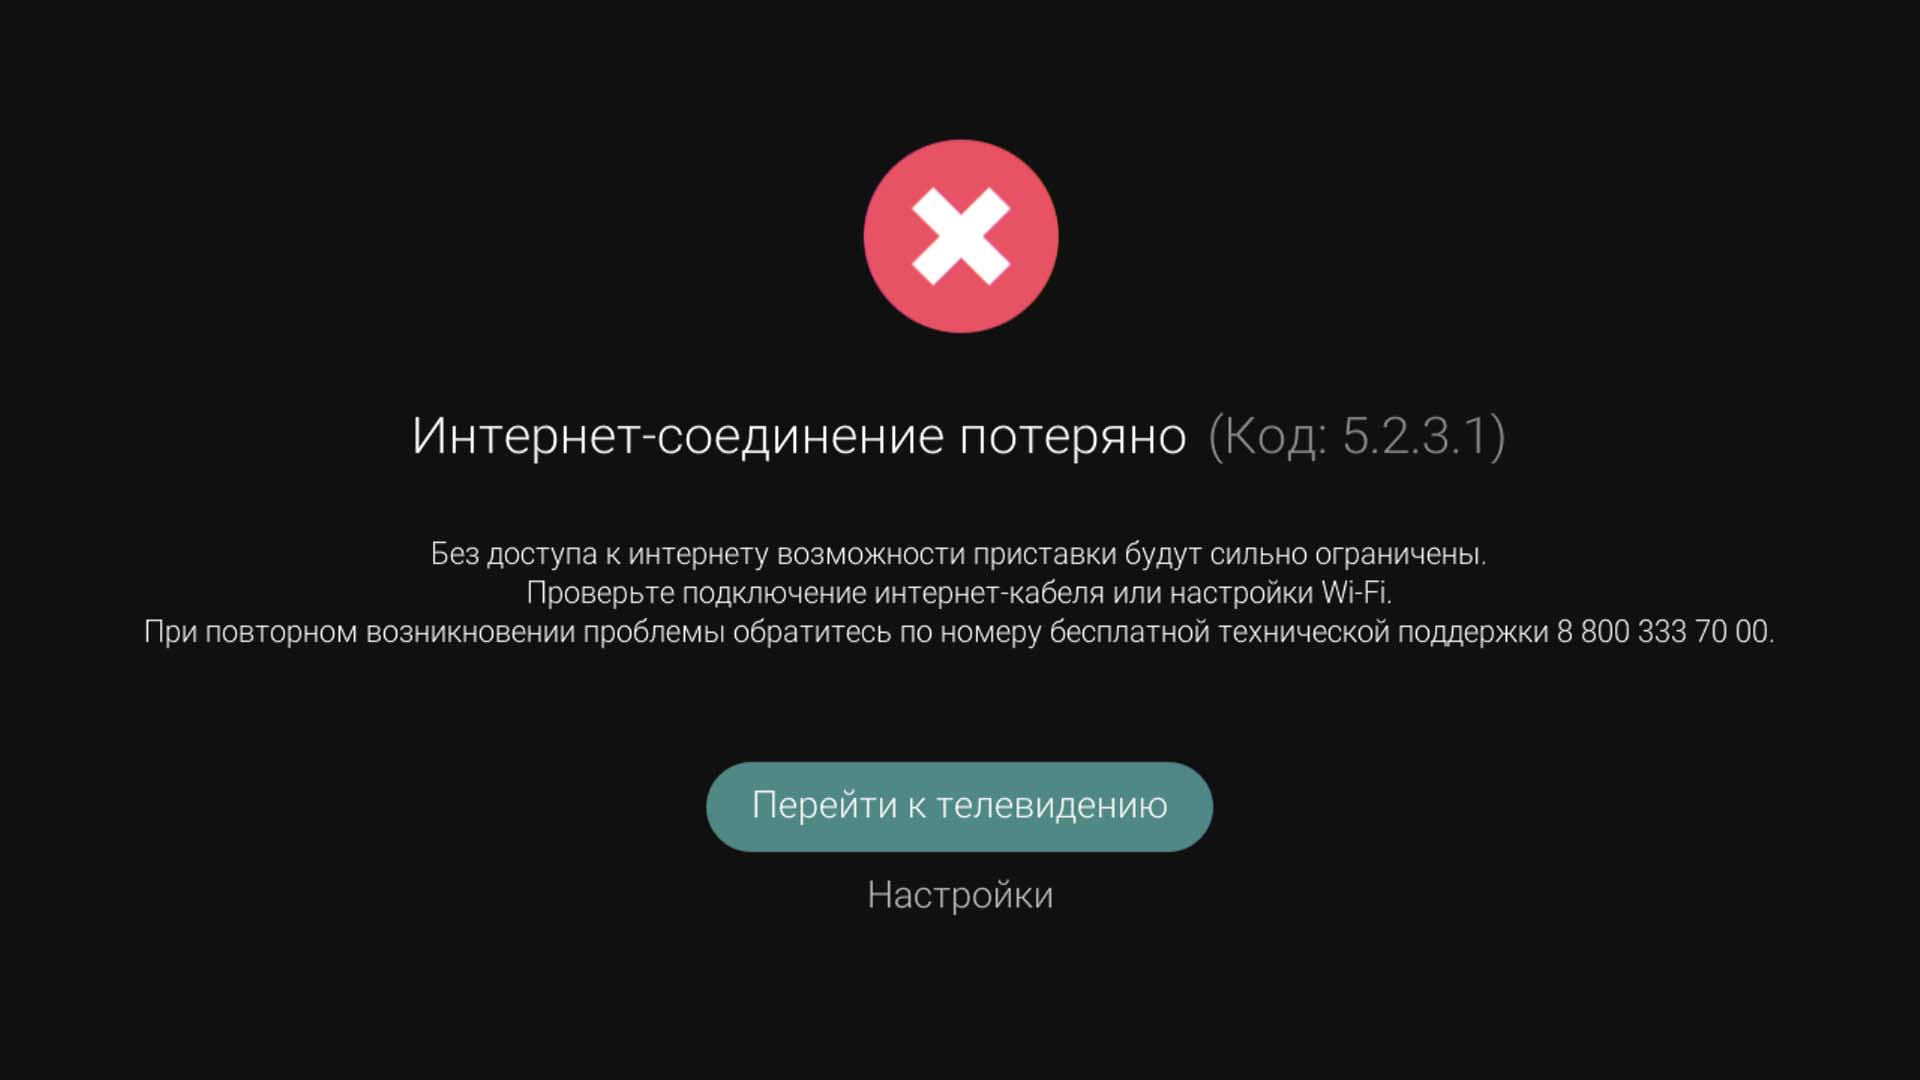 Интернет-соединение потеряно (Код: 5.2.3.1)
Без доступа к интернету возможности приставки будут сильно ограничены.
Проверьте подключение интернет-кабеля или настройки Wi-Fi.
При повторном возникновении проблемы обратитесь по номеру бесплатной технической поддержки 8 800 333 70 00.
Перейти к телевидению
Настройки